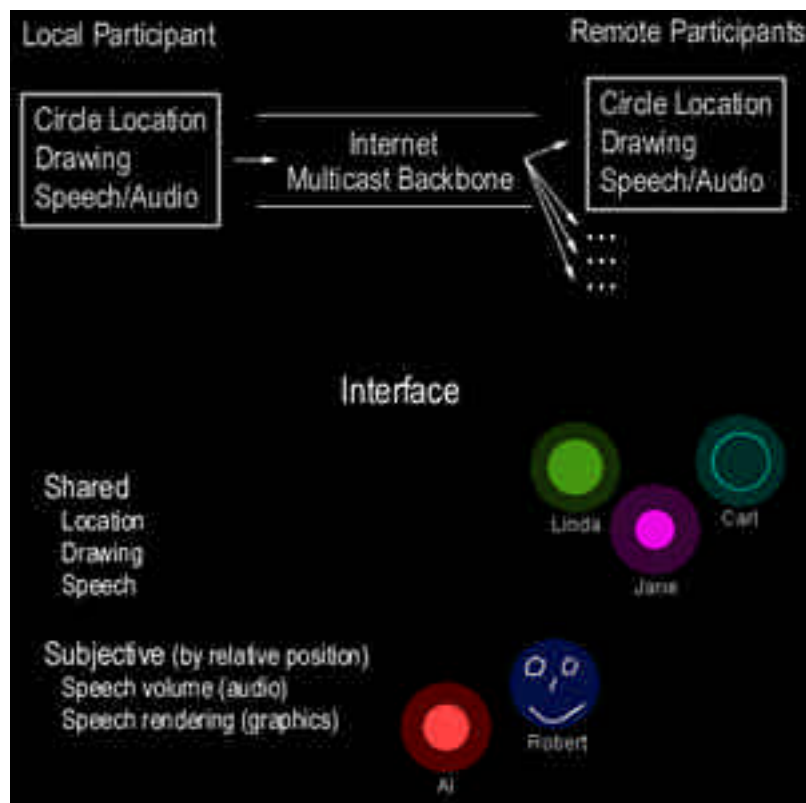 Local Participant
Remote Participants
Circle Location
Drawing
Speech/Audio
Internet
Multicast Backbone
Circle Location
Drawing
Speech/Audio
...
...
...
Interface
Shared
Location
Drawing
Speech
Linda
Carl
Jane
Subjective (by relative position)
Speech volume (audio)
Speech rendering (graphics)
Robert
Al